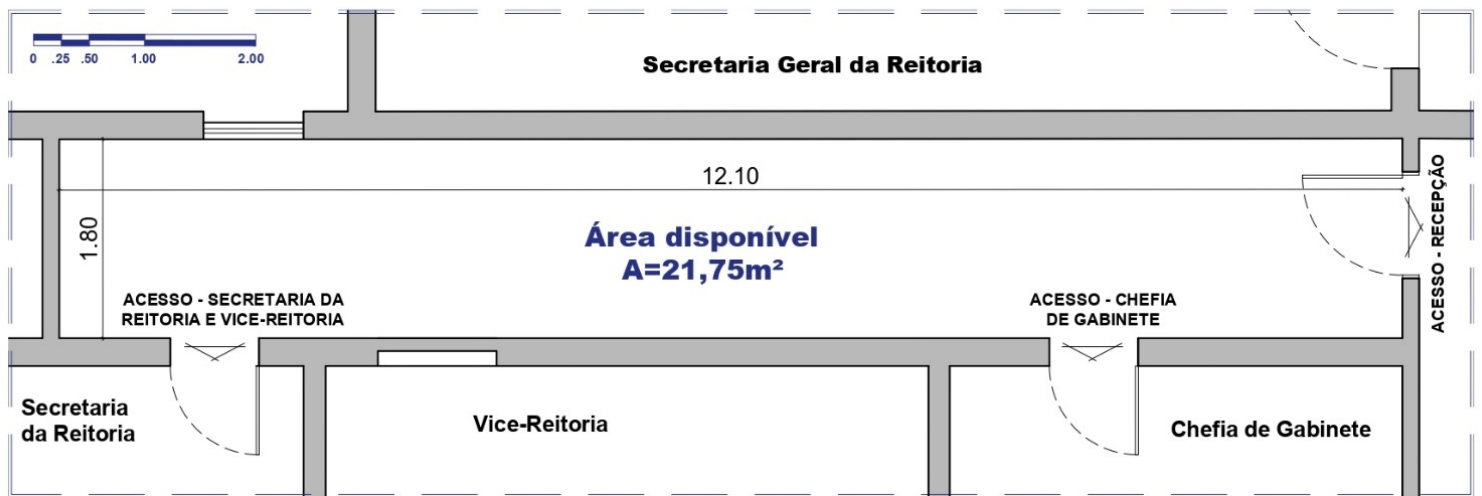 0 .25 .50 1.00 2.00
Secretaria Geral da Reitoria
12.10
1.80
Área disponível
A=21,75m²
ACESSO - RECEPÇÃO
ACESSO - SECRETARIA DA
REITORIA E VICE-REITORIA
ACESSO - CHEFIA
DE GABINETE
Secretaria
da Reitoria
Vice-Reitoria
Chefia de Gabinete